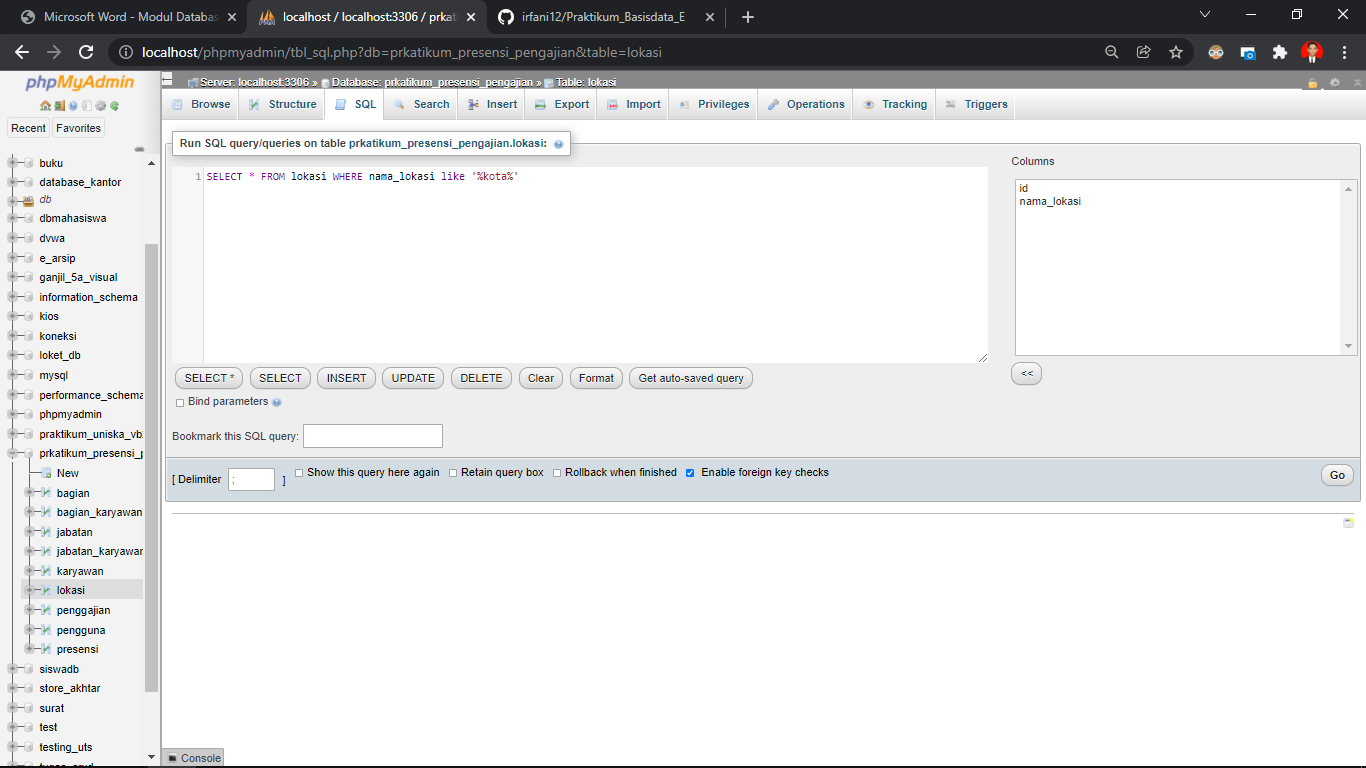 Microsoft Word - Modul Databas
localhost / localhost:3306 / prkat
irfani12/Praktikum_Basisdata_E
localhost/phpmyadmin/tbl_sql.php?db=prkatikum_presensi_pengajian&table=lokasi
phpMyAdmin
Recent Favorites
buku
database_kantor
db
dbmahasiswa
dvwa
e_arsip
ganjil_5a_visual
information_schema
kios
koneksi
loket_db
mysql
performance_schema
phpmyadmin
praktikum_uniska_vb
prkatikum_presensi_p
New
bagian
bagian_karyawan
jabatan
jabatan_karyawan
karyawan
lokasi
penggajian
pengguna
presensi
siswadb
store_akhtar
surat
test
testing_uts
Server: localhost:3306 » Database: prkatikum_presensi_pengajian » Table: lokasi
Browse Structure SQL Search Insert Export Import Privileges Operations Tracking Triggers
Run SQL query/queries on table prkatikum_presensi_pengajian.lokasi:
1 SELECT * FROM lokasi WHERE nama_lokasi like '%kota%'
Columns
id
nama_lokasi
SELECT * SELECT INSERT UPDATE DELETE Clear Format Get auto-saved query
<<
Bind parameters
Bookmark this SQL query:
[ Delimiter ; ] Show this query here again Retain query box Rollback when finished Enable foreign key checks
Go
Console